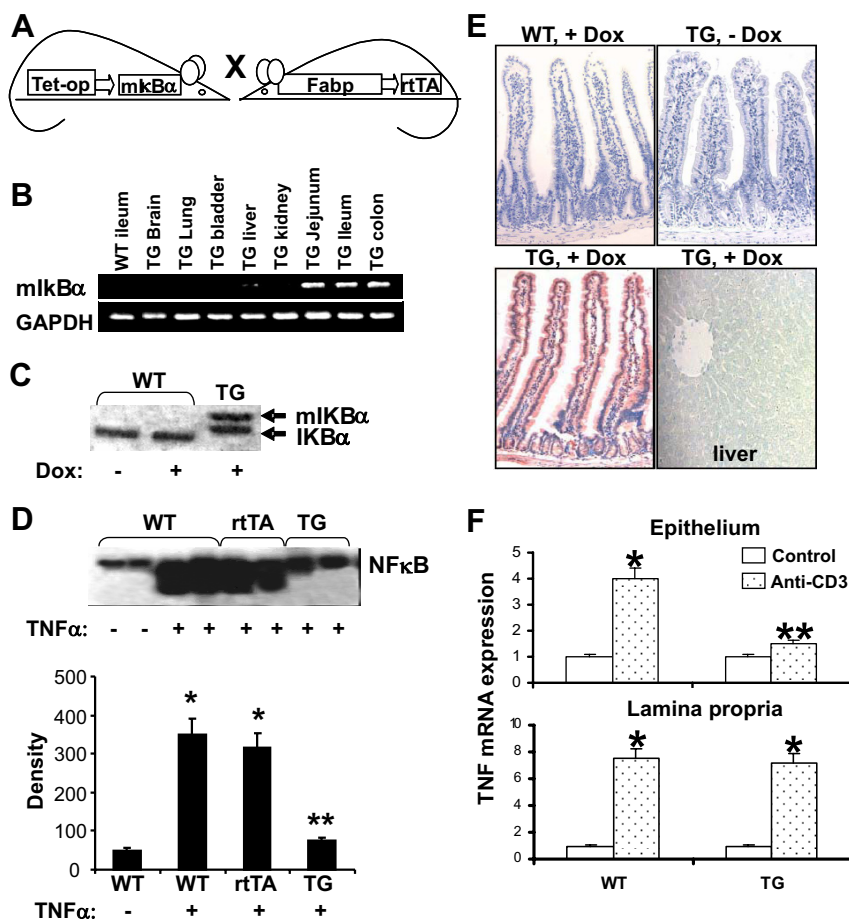 A
Tet-op mIkBα X Fabp rtTA
B
WT ileum
TG Brain
TG Lung
TG bladder
TG liver
TG kidney
TG Jejunum
TG Ileum
TG colon
mIkBα
GAPDH
C
WT TG
mIKBα
IKBα
Dox: - + +
D
WT rtTA TG
NFκB
TNFα: - - + + + + + +
500
400
300
200
100
0
Density
* * **
WT WT rtTA TG
TNFα: - + + +
E
WT, + Dox TG, - Dox
TG, + Dox TG, + Dox
liver
F
Epithelium
Control
Anti-CD3
5
4
3
2
1
0
* **
TNF mRNA expression
Lamina propria
10
8
6
4
2
0
* *
WT TG